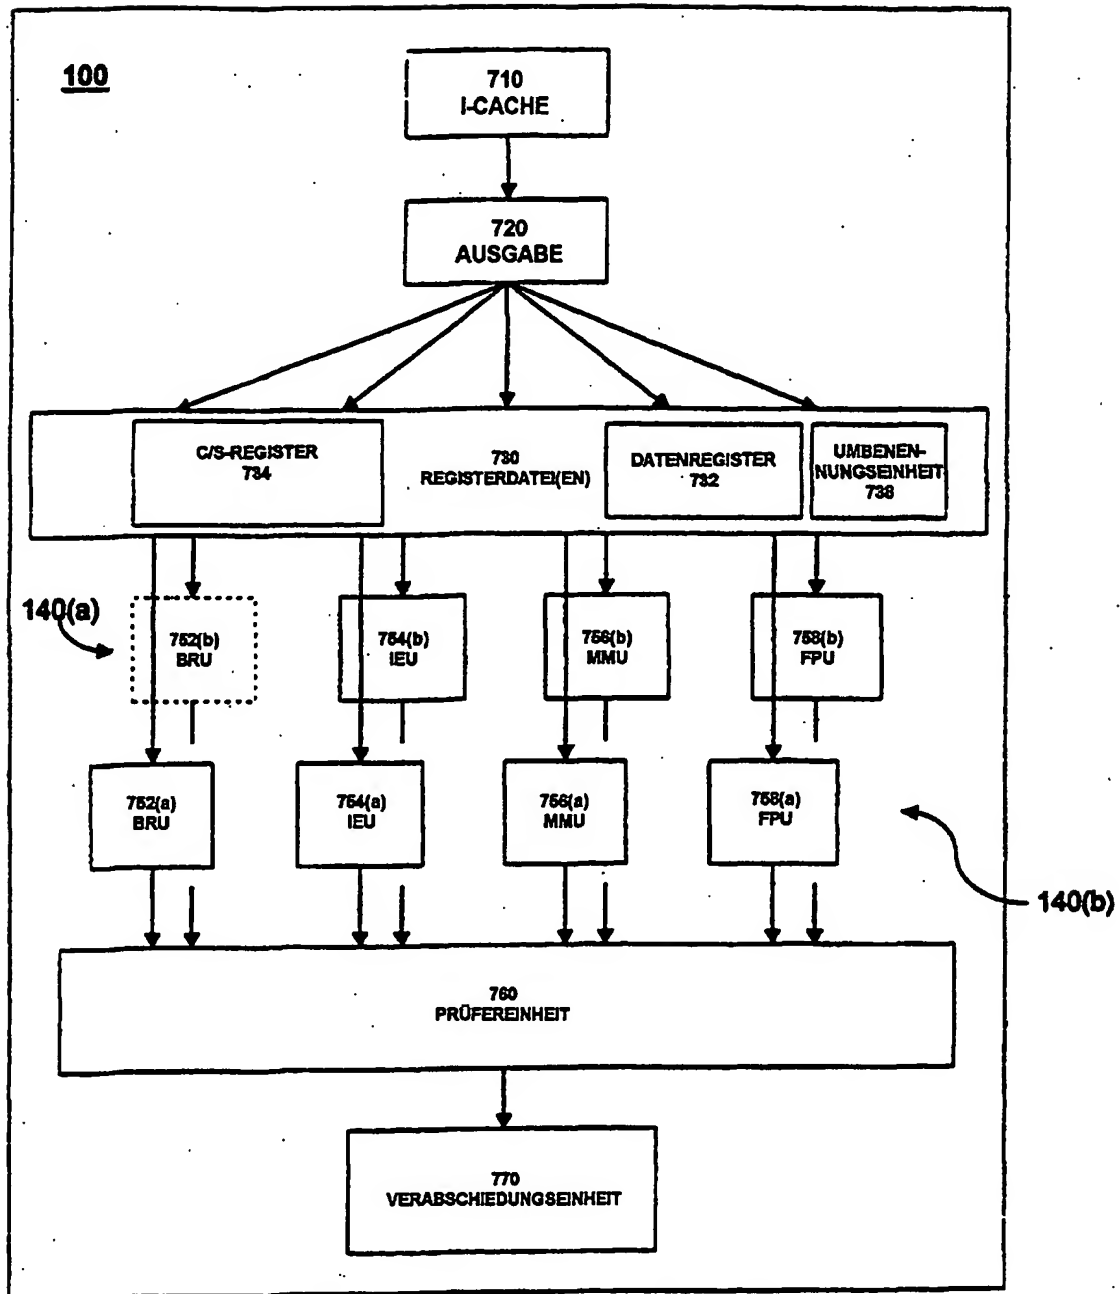 100
710
I-CACHE
720
AUSGABE
C/S-REGISTER
734
730
REGISTERDATEI(EN)
DATENREGISTER
732
UMBENEN-
NUNGSEINHEIT
738
140(a)
752(b)
BRU
754(b)
IEU
756(b)
MMU
758(b)
FPU
752(a)
BRU
754(a)
IEU
756(a)
MMU
758(a)
FPU
140(b)
760
PRÜFEREINHEIT
770
VERABSCHIEDUNGSEINHEIT